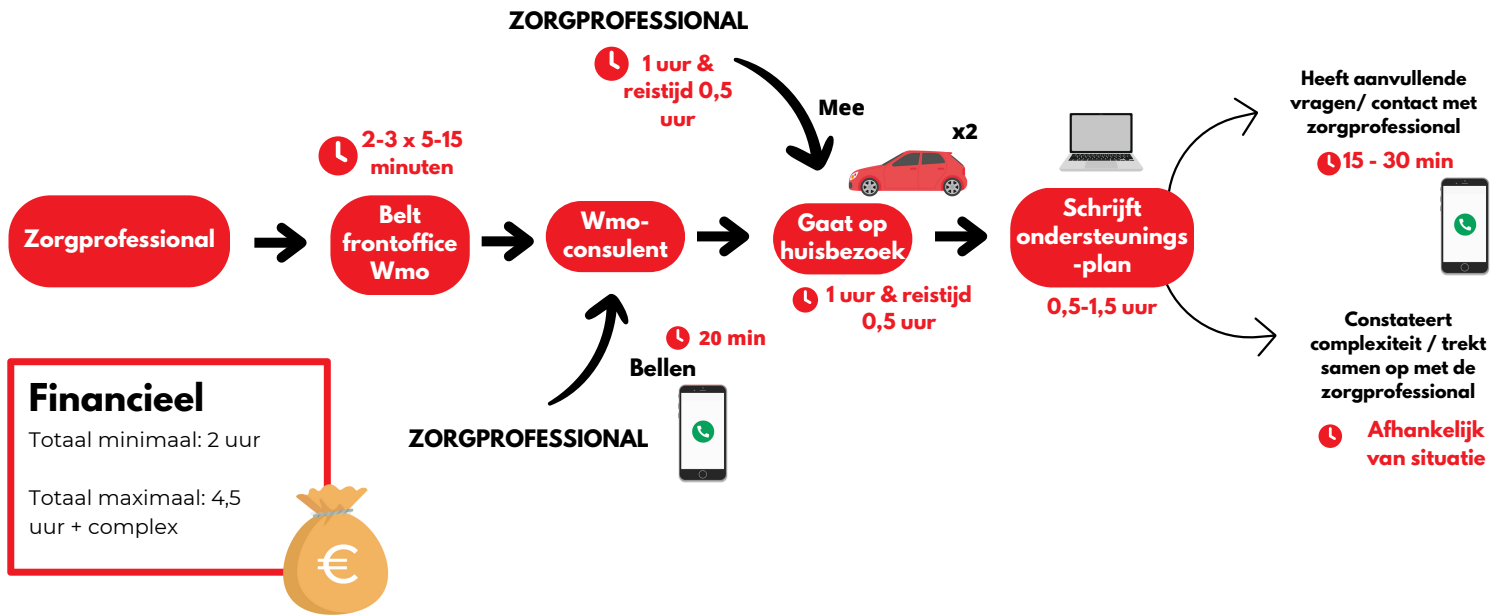 ZORGPROFESSIONAL
1 uur &
reistijd 0,5
uur
Mee
x2
2-3 x 5-15
minuten
Zorgprofessional
Belt
frontoffice
Wmo
Wmo-
consulent
Gaat op
huisbezoek
1 uur & reistijd
0,5 uur
Schrijft
ondersteunings
-plan
0,5-1,5 uur
Heeft aanvullende
vragen/ contact met
zorgprofessional
15 - 30 min
Constateert
complexiteit / trekt
samen op met de
zorgprofessional
Afhankelijk
van situatie
20 min
Bellen
ZORGPROFESSIONAL
Financieel
Totaal minimaal: 2 uur
Totaal maximaal: 4,5
uur + complex
€